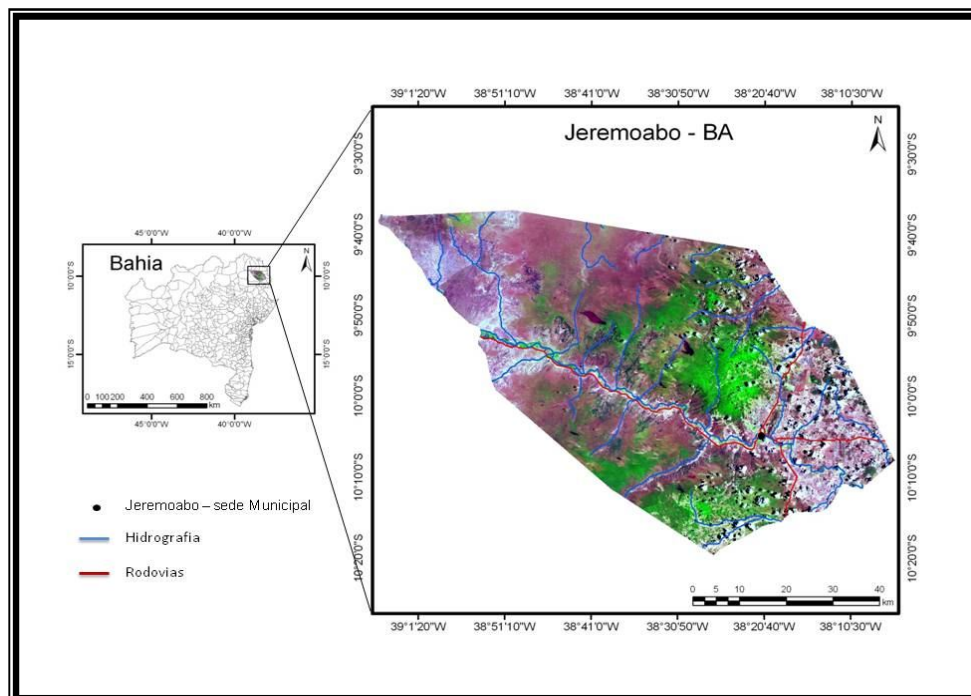 39°1'20"W 38°51'10"W 38°41'0"W 38°30'50"W 38°20'40"W 38°10'30"W
Jeremoabo - BA
N
9°30'0"S 9°40'0"S 9°50'0"S 10°0'0"S 10°10'0"S 10°20'0"S
9°30'0"S 9°40'0"S 9°50'0"S 10°0'0"S 10°10'0"S 10°20'0"S
0 5 10 20 30 40
km
39°1'20"W 38°51'10"W 38°41'0"W 38°30'50"W 38°20'40"W 38°10'30"W
45°0'0"W 40°0'0"W
Bahia
N
10°0'0"S 15°0'0"S
10°0'0"S 15°0'0"S
0 100200 400 600 800
km
45°0'0"W 40°0'0"W
Jeremoabo – sede Municipal
Hidrografia
Rodovias